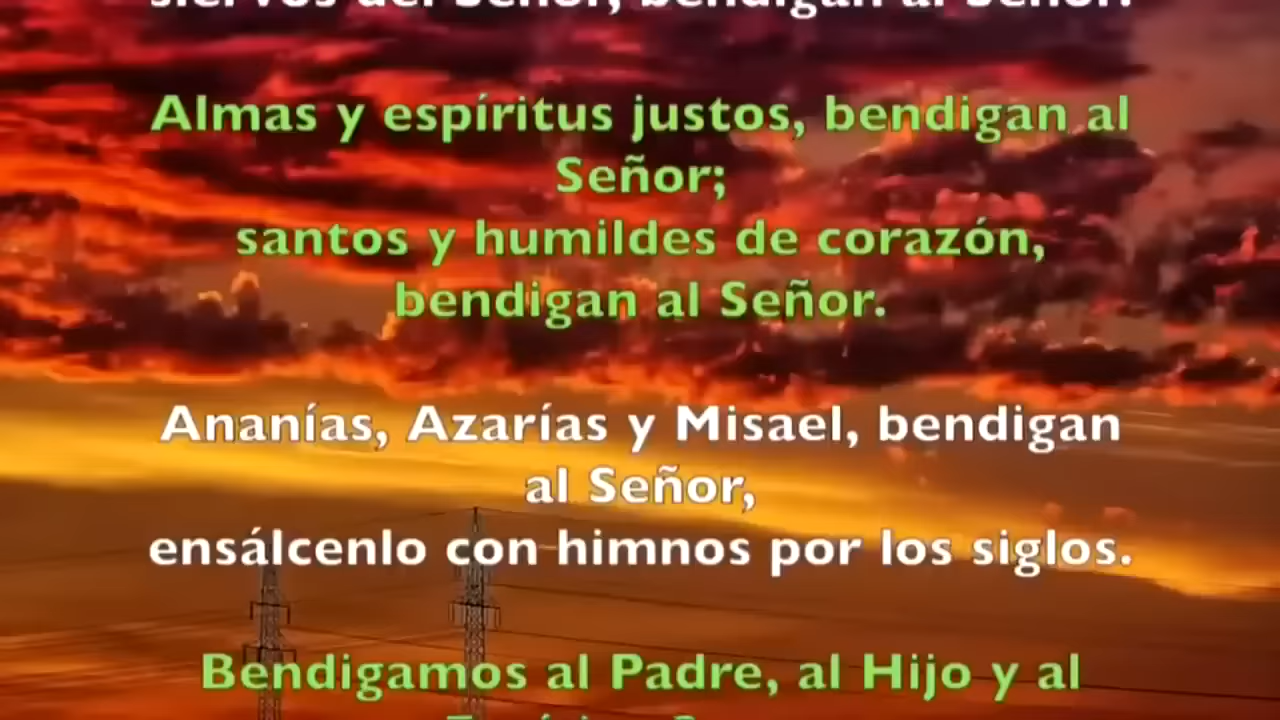 siervos del Señor, bendigan al Señor.
Almas y espíritus justos, bendigan al
Señor;
santos y humildes de corazón,
bendigan al Señor.
Ananías, Azarías y Misael, bendigan
al Señor,
ensálcenlo con himnos por los siglos.
Bendigamos al Padre, al Hijo y al